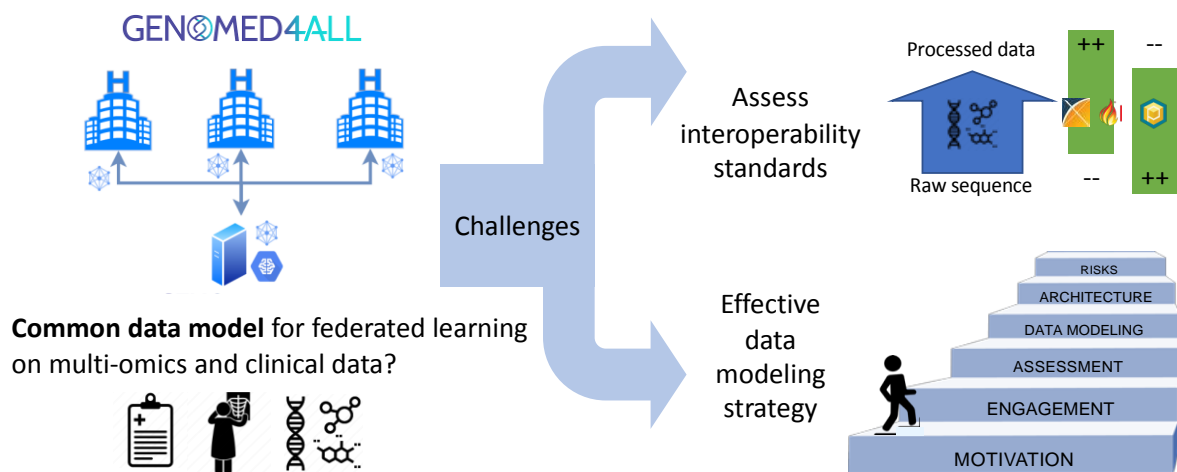 GENOMED4ALL
Common data model for federated learning
on multi-omics and clinical data?
Challenges
Assess
interoperability
standards
Processed data
++
--
Raw sequence
--
++
Effective
data
modeling
strategy
RISKS
ARCHITECTURE
DATA MODELING
ASSESSMENT
ENGAGEMENT
MOTIVATION